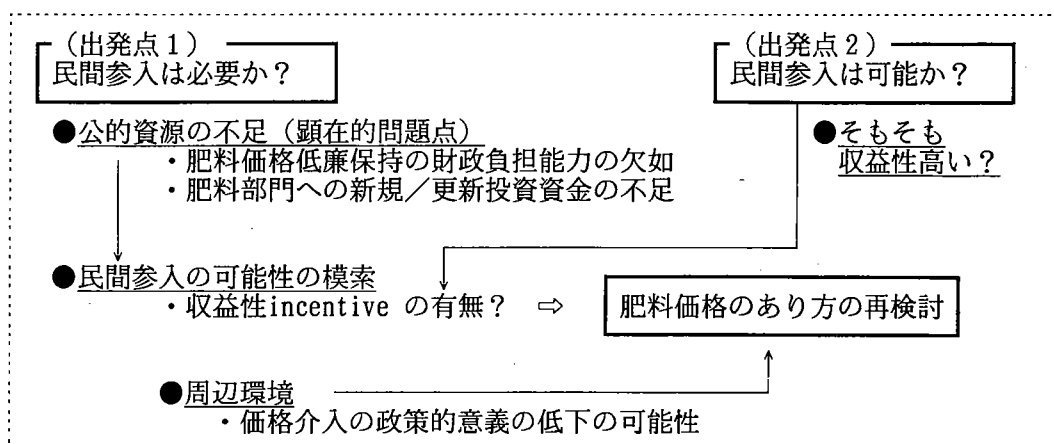 （出発点１）
民間参入は必要か？
（出発点２）
民間参入は可能か？
●公的資源の不足（顕在的問題点）
・肥料価格低廉保持の財政負担能力の欠如
・肥料部門への新規／更新投資資金の不足
●そもそも
収益性高い？
●民間参入の可能性の模索
・収益性incentive の有無？ ⇨
肥料価格のあり方の再検討
●周辺環境
・価格介入の政策的意義の低下の可能性